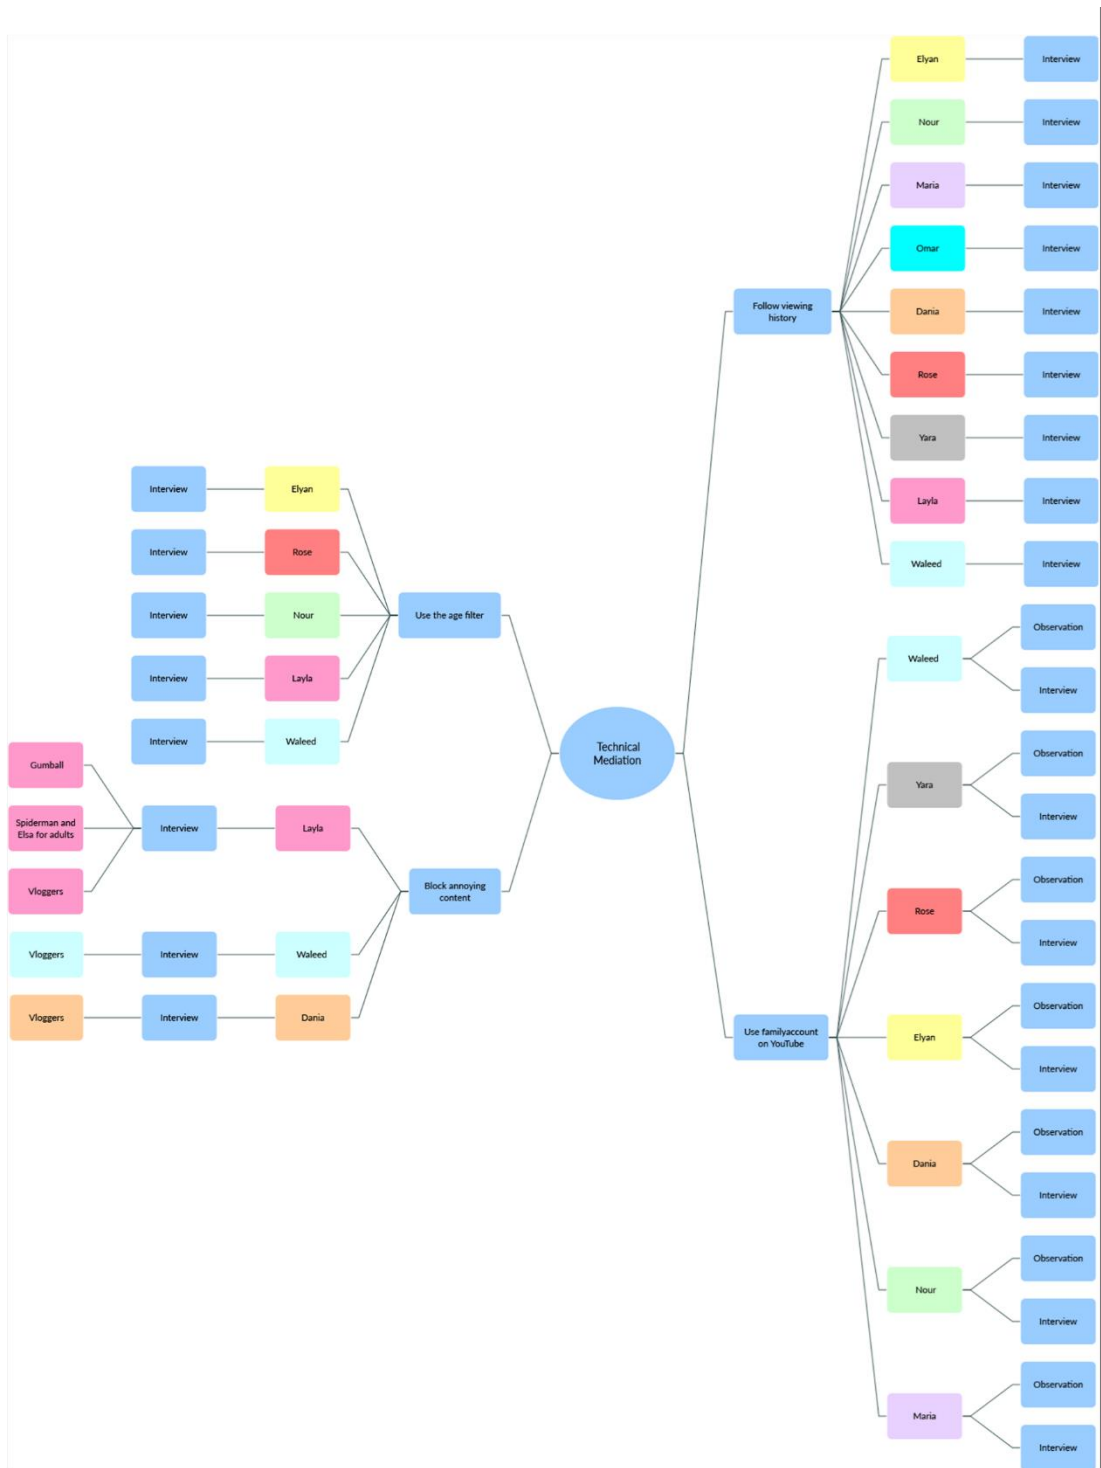 Elyan
Interview
Nour
Interview
Maria
Interview
Omar
Interview
Follow viewing
history
Dania
Interview
Rose
Interview
Yara
Interview
Layla
Interview
Waleed
Interview
Interview
Elyan
Interview
Rose
Interview
Nour
Interview
Layla
Interview
Waleed
Use the age filter
Technical
Mediation
Gumball
Spiderman and
Elsa for adults
Vloggers
Interview
Layla
Block annoying
content
Vloggers
Interview
Waleed
Vloggers
Interview
Dania
Use familyaccount
on YouTube
Waleed
Observation
Interview
Yara
Observation
Interview
Rose
Observation
Interview
Elyan
Observation
Interview
Dania
Observation
Interview
Nour
Observation
Interview
Maria
Observation
Interview